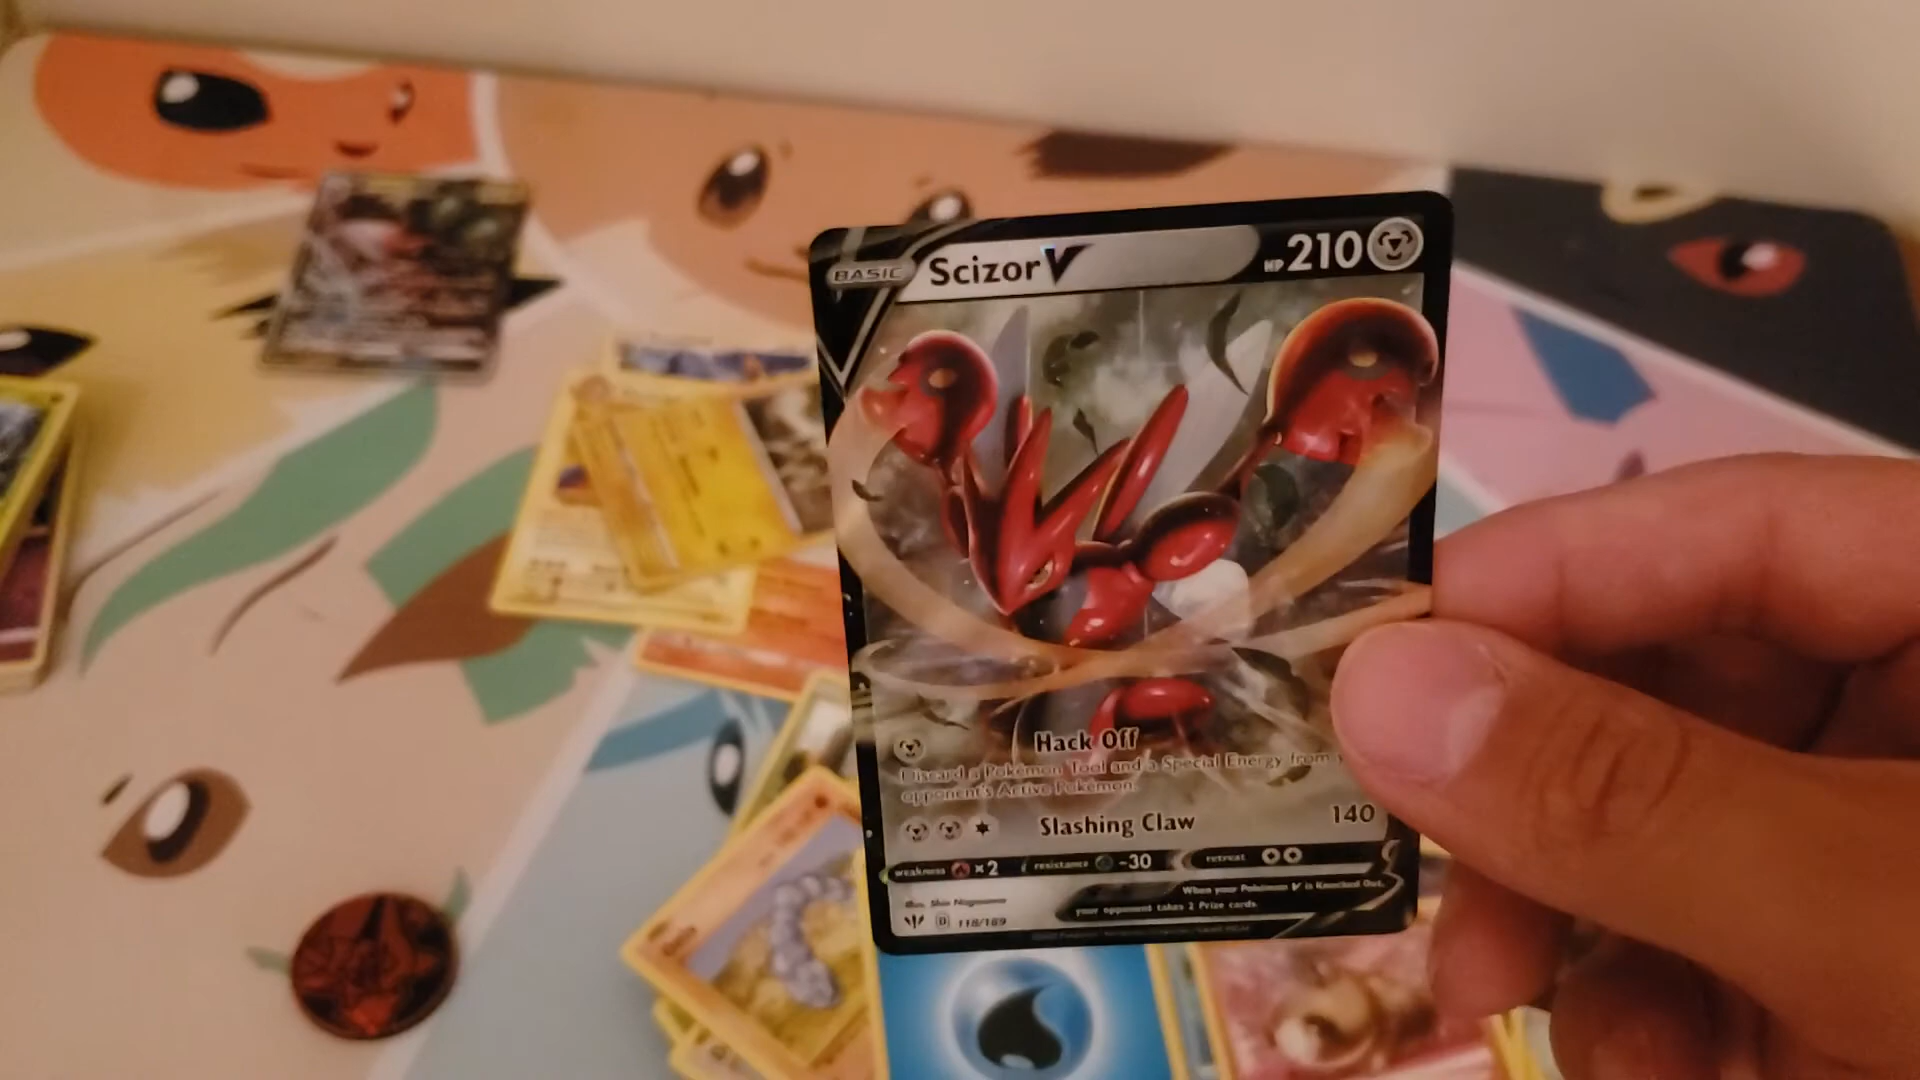 BASIC
Scizor V
HP 210
Hack Off
Discard a Pokémon Tool and a Special Energy from
opponent's Active Pokémon.
Slashing Claw 140
weakness ×2 resistance -30 retreat
When your Pokémon V is Knocked Out,
your opponent takes 2 Prize cards.
Illus. Shin Nagasawa
D 118/189